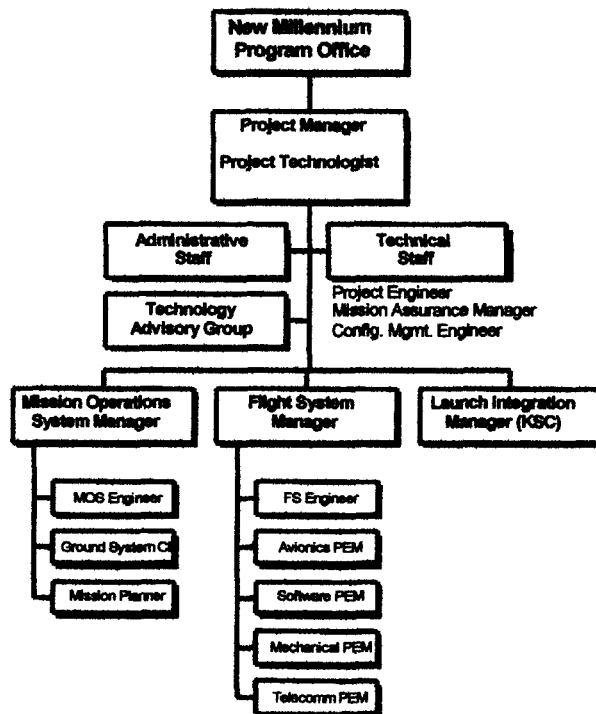 New Millennium
Program Office
Project Manager
Project Technologist
Administrative
Staff
Technical
Staff
Project Engineer
Mission Assurance Manager
Config. Mgmt. Engineer
Technology
Advisory Group
Mission Operations
System Manager
Flight System
Manager
Launch Integration
Manager (KSC)
MOS Engineer
Ground System
Mission Planner
FS Engineer
Avionics PEM
Software PEM
Mechanical PEM
Telecomm PEM